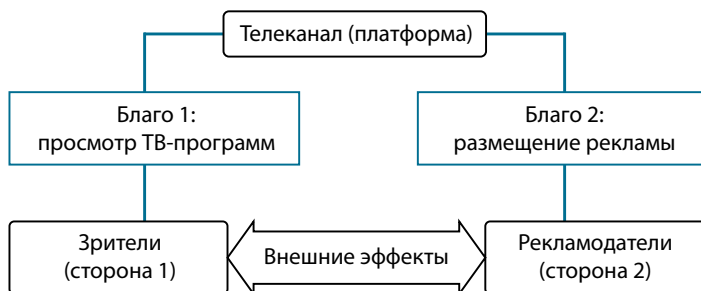 Телеканал (платформа)
Благо 1:
просмотр ТВ-программ
Благо 2:
размещение рекламы
Зрители
(сторона 1)
Внешние эффекты
Рекламодатели
(сторона 2)